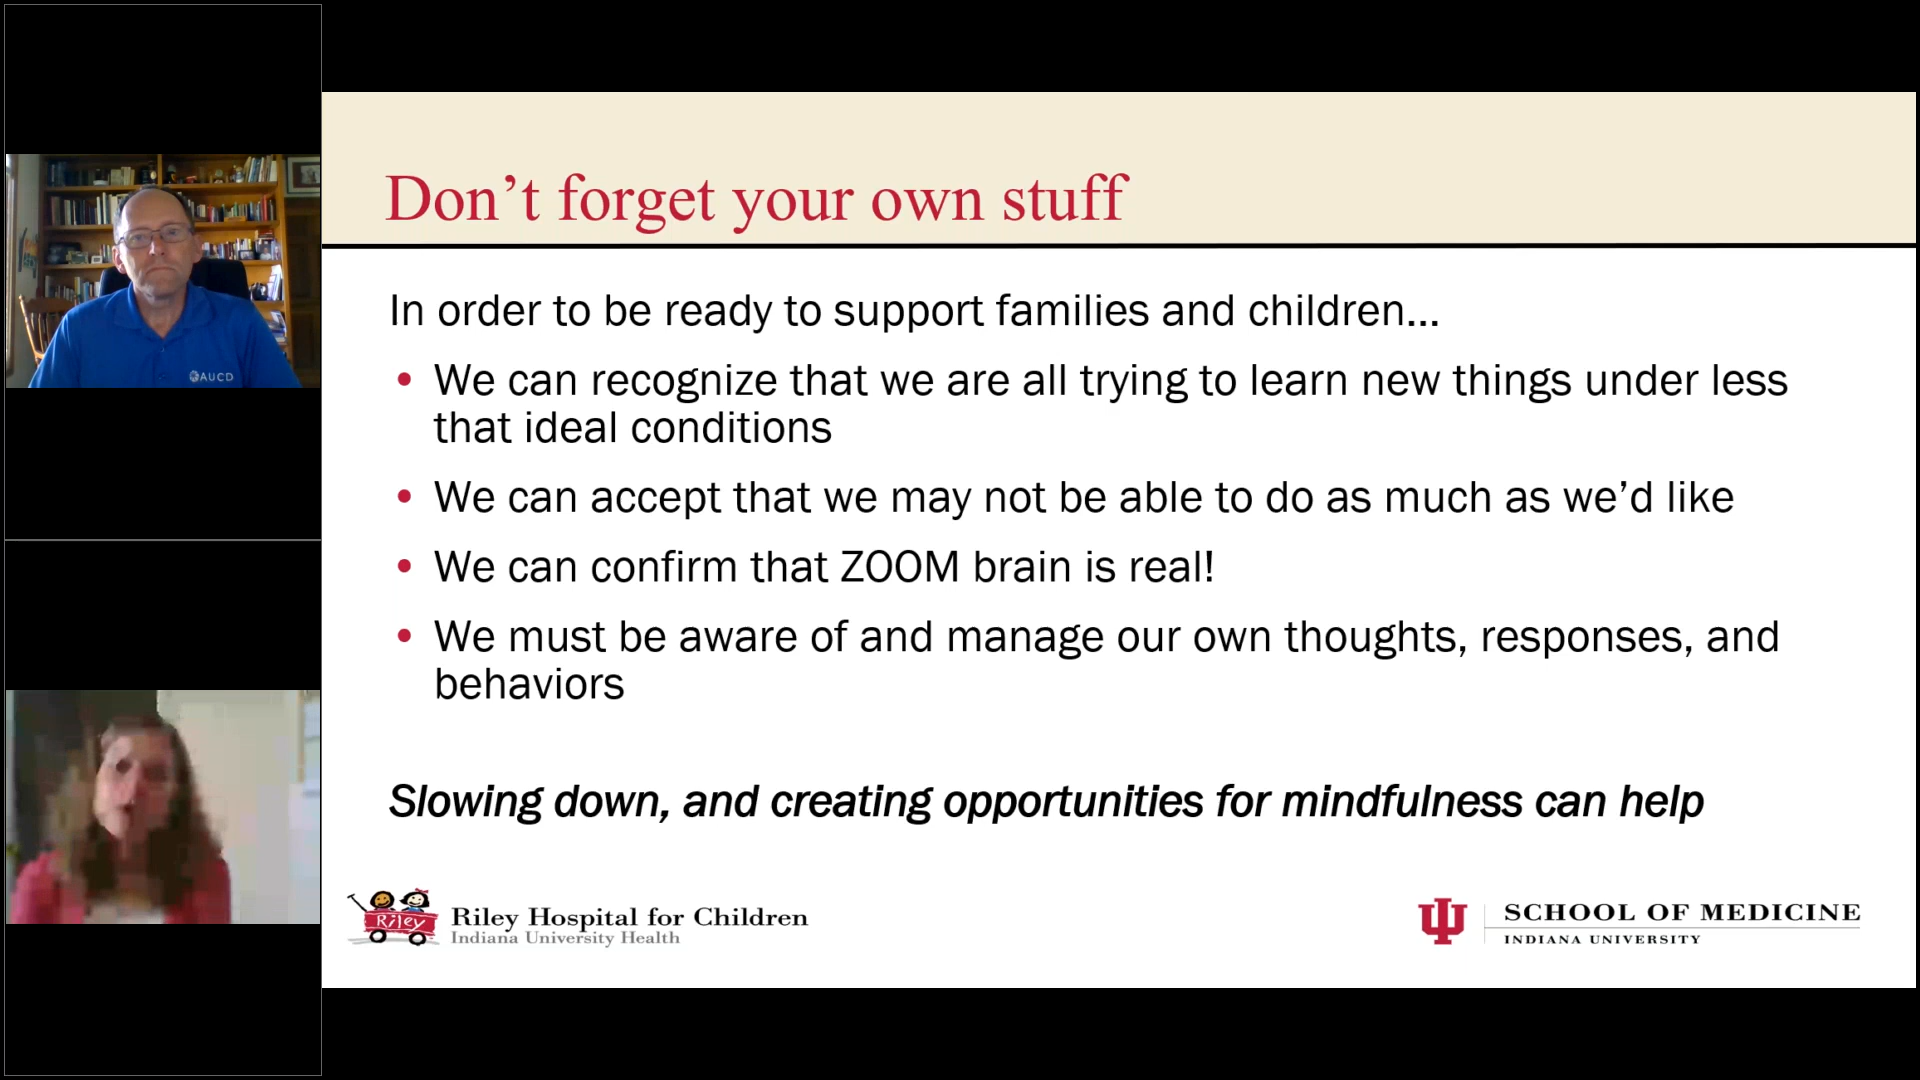 AUCD
Don’t forget your own stuff
In order to be ready to support families and children...
• We can recognize that we are all trying to learn new things under less
that ideal conditions
• We can accept that we may not be able to do as much as we’d like
• We can confirm that ZOOM brain is real!
• We must be aware of and manage our own thoughts, responses, and
behaviors
Slowing down, and creating opportunities for mindfulness can help
Riley
Riley Hospital for Children
Indiana University Health
SCHOOL OF MEDICINE
INDIANA UNIVERSITY